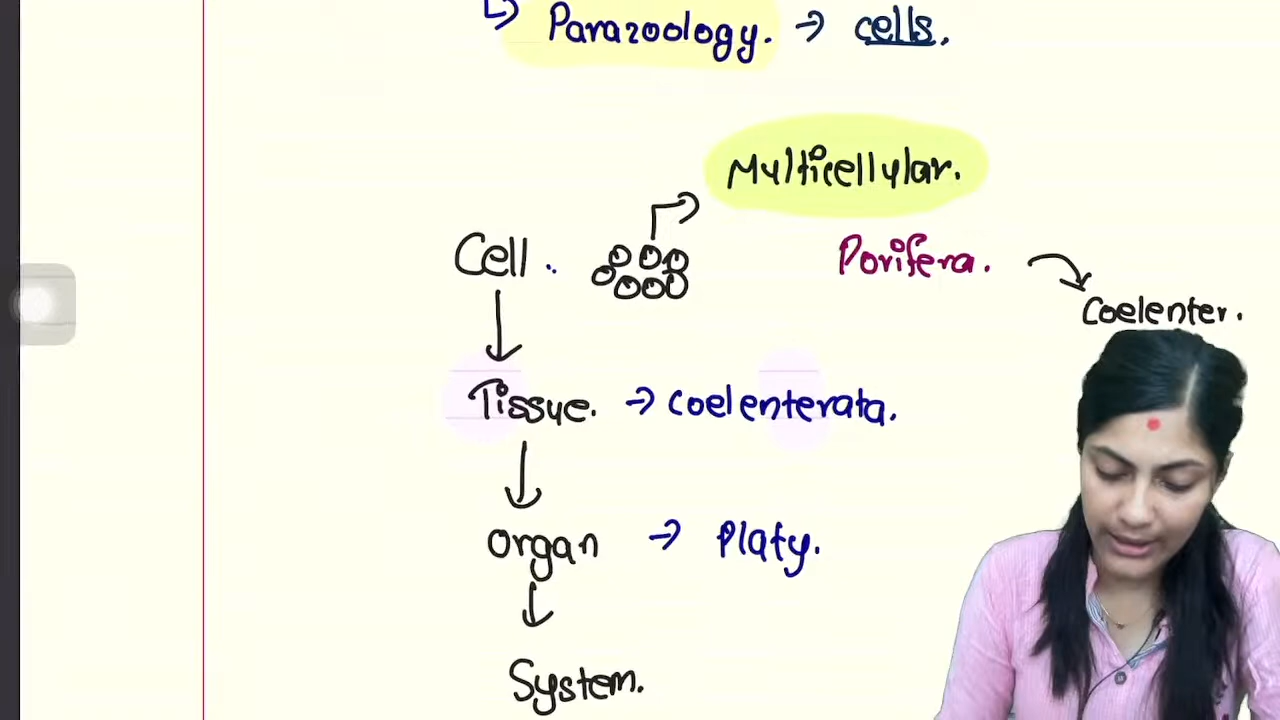 ↳ Parazoology. → cells.
Multicellular.
Cell.
Porifera.
Coelenter.
Tissue. → Coelenterata.
Organ → Platy.
System.